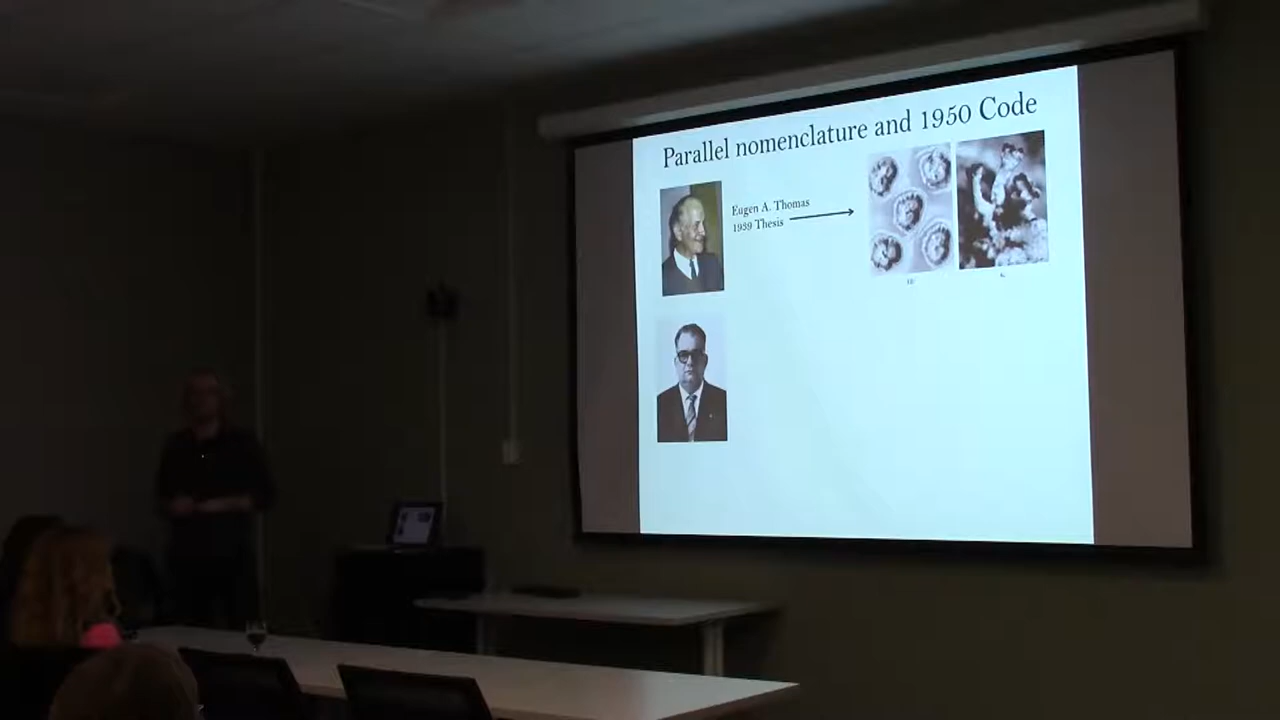 Parallel nomenclature and 1950 Code
Eugen A. Thomas
1939 Thesis